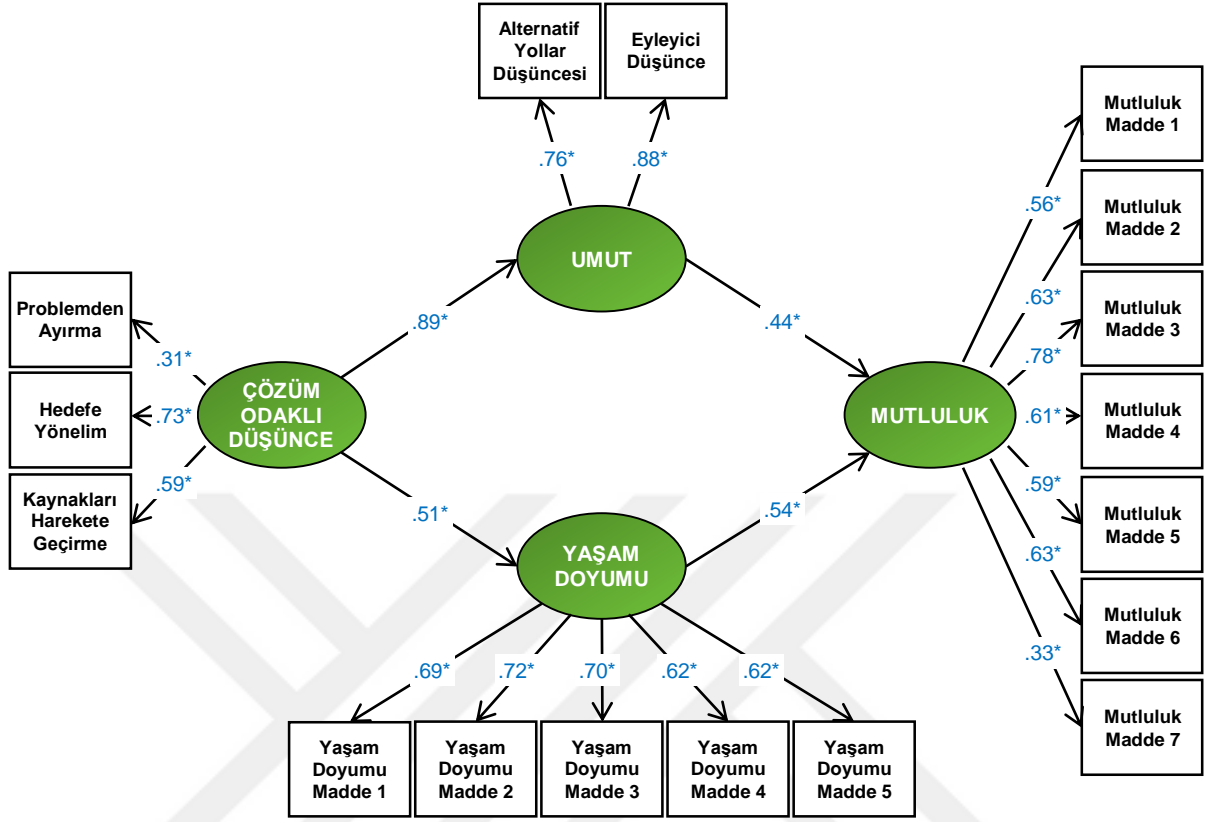 Alternatif
Yollar
Düşüncesi
Eyleyici
Düşünce
.76*
.88*
UMUT
Problemden
Ayırma
Hedefe
Yönelim
Kaynakları
Harekete
Geçirme
.31*
.73*
.59*
ÇÖZÜM
ODAKLI
DÜŞÜNCE
.89*
.51*
.44*
.54*
YAŞAM
DOYUMU
.69*
.72*
.70*
.62*
.62*
Yaşam
Doyumu
Madde 1
Yaşam
Doyumu
Madde 2
Yaşam
Doyumu
Madde 3
Yaşam
Doyumu
Madde 4
Yaşam
Doyumu
Madde 5
MUTLULUK
.56*
.63*
.78*
.61*
.59*
.63*
.33*
Mutluluk
Madde 1
Mutluluk
Madde 2
Mutluluk
Madde 3
Mutluluk
Madde 4
Mutluluk
Madde 5
Mutluluk
Madde 6
Mutluluk
Madde 7